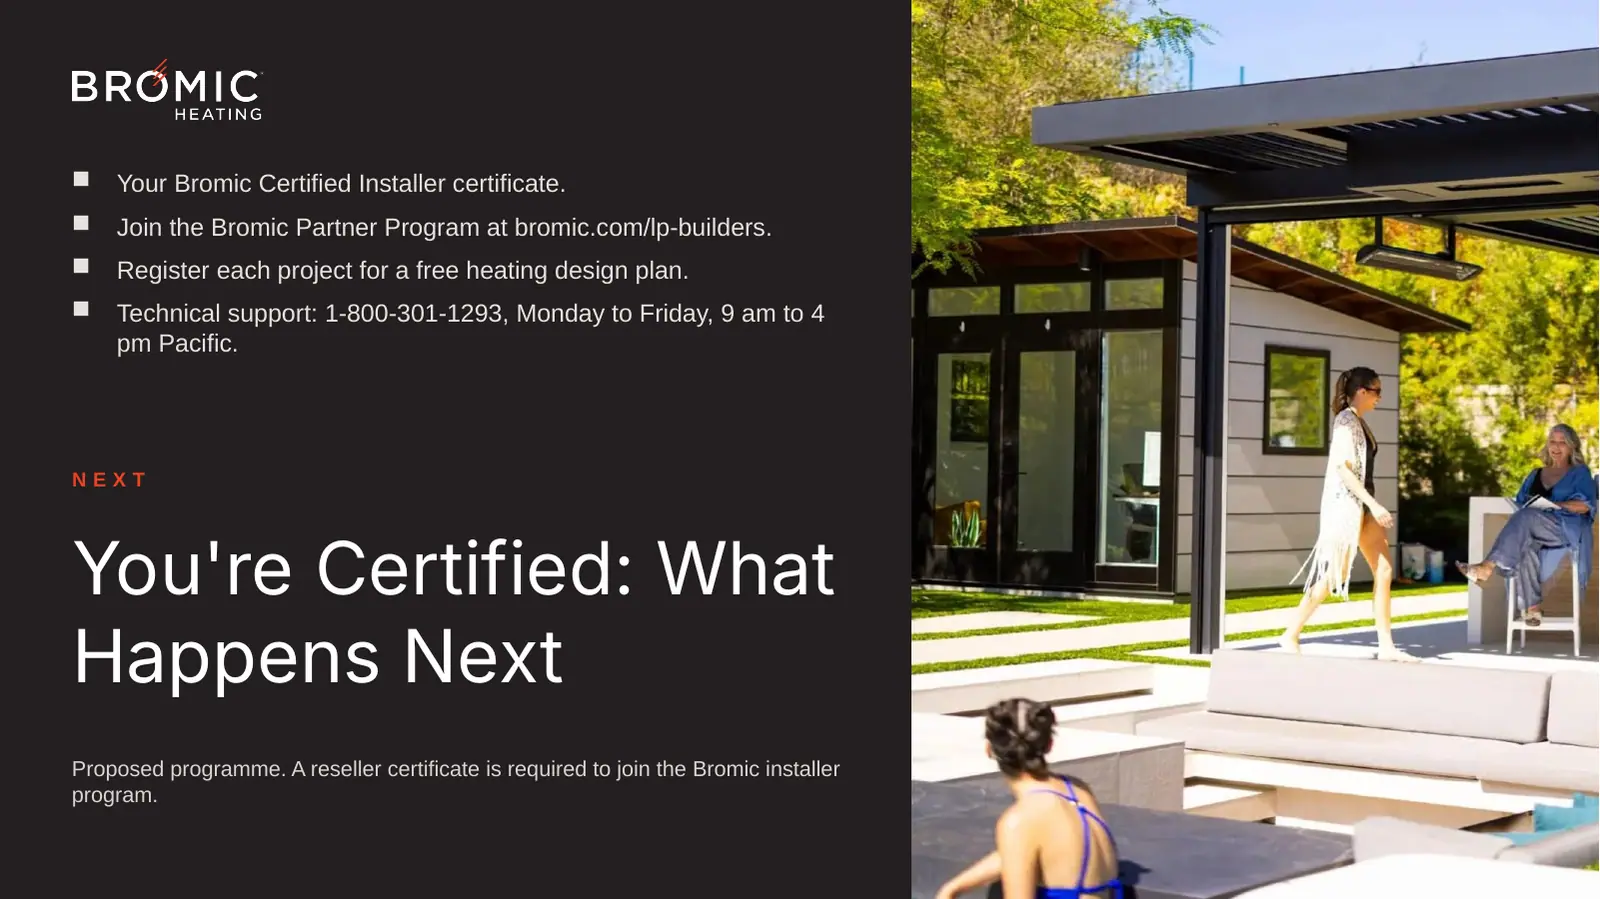 BROMIC
HEATING
Your Bromic Certified Installer certificate.
Join the Bromic Partner Program at bromic.com/lp-builders.
Register each project for a free heating design plan.
Technical support: 1-800-301-1293, Monday to Friday, 9 am to 4
pm Pacific.
NEXT
You're Certified: What
Happens Next
Proposed programme. A reseller certificate is required to join the Bromic installer
program.